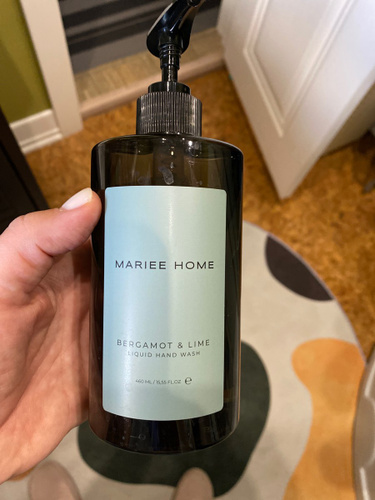 MARIEE HOME
BERGAMOT & LIME
LIQUID HAND WASH
460 ML / 15.55 FL.OZ ℮